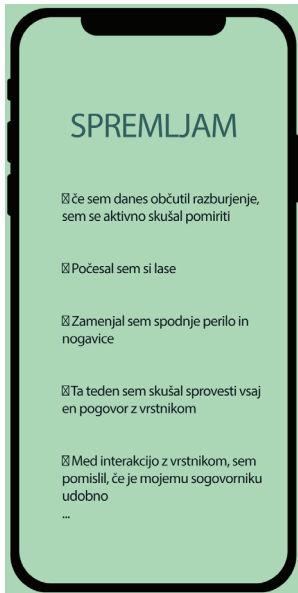 SPREMLJAM
☒ če sem danes občutil razburjenje,
sem se aktivno skušal pomiriti
☒ Počesal sem si lase
☒ Zamenjal sem spodnje perilo in
nogavice
☒ Ta teden sem skušal sprovesti vsaj
en pogovor z vrstnikom
☒ Med interakcijo z vrstnikom, sem
pomislil, če je mojemu sogovorniku
udobno
...